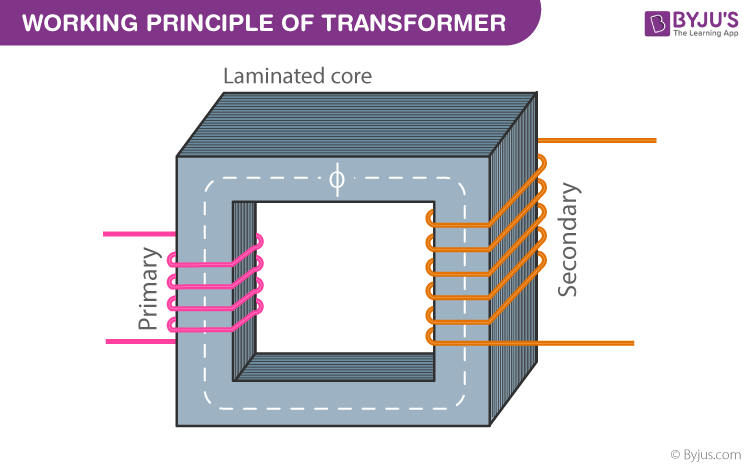 WORKING PRINCIPLE OF TRANSFORMER
BYJU'S
The Learning App
Laminated core
ϕ
Primary
Secondary
© Byjus.com